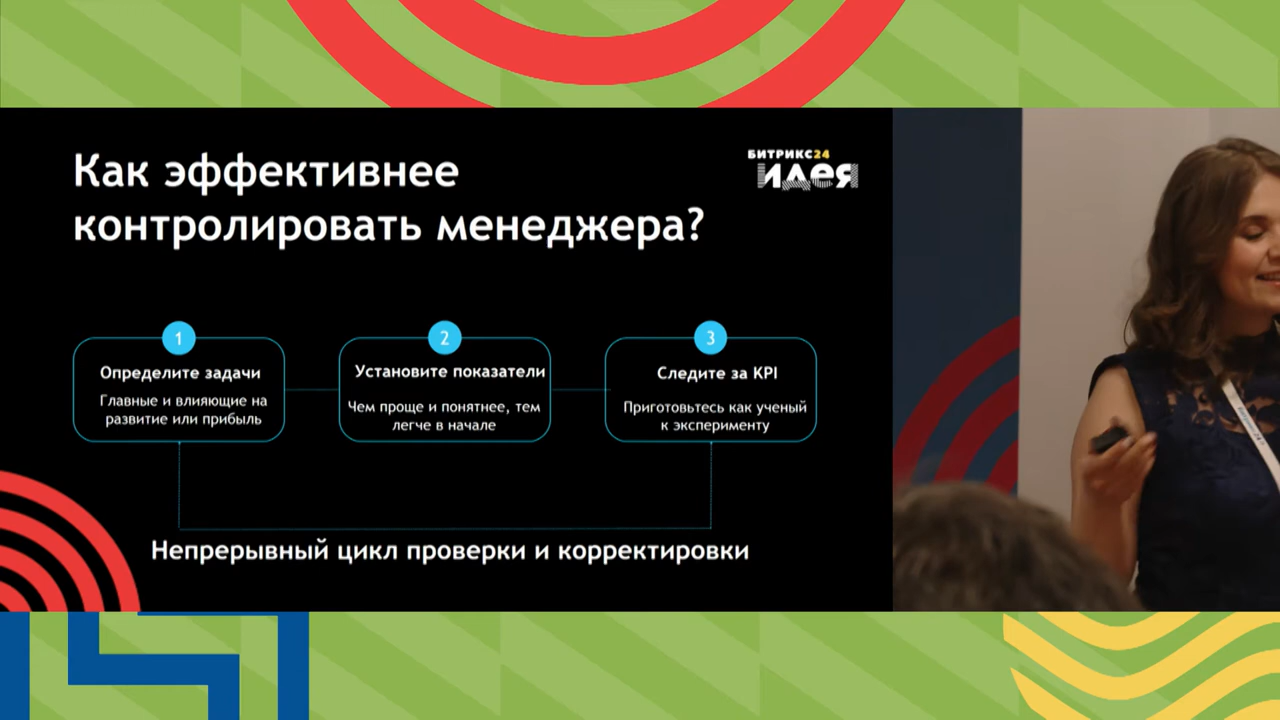 Как эффективнее
контролировать менеджера?
БИТРИКС24
идея
1
Определите задачи
Главные и влияющие на
развитие или прибыль
2
Установите показатели
Чем проще и понятнее, тем
легче в начале
3
Следите за KPI
Приготовьтесь как ученый
к эксперименту
Непрерывный цикл проверки и корректировки